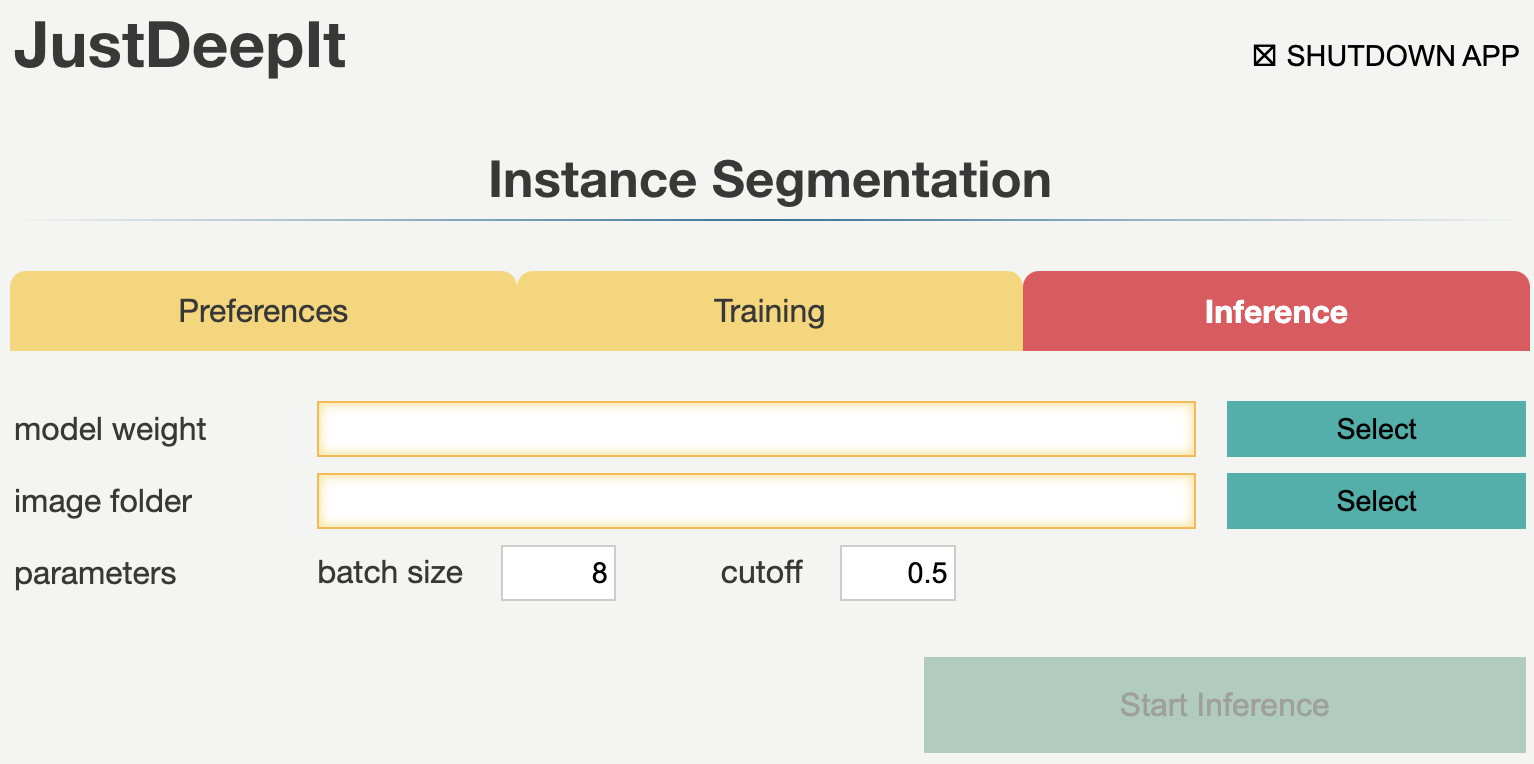 JustDeepIt
☒ SHUTDOWN APP
Instance Segmentation
Preferences Training Inference
model weight Select
image folder Select
parameters batch size 8 cutoff 0.5
Start Inference